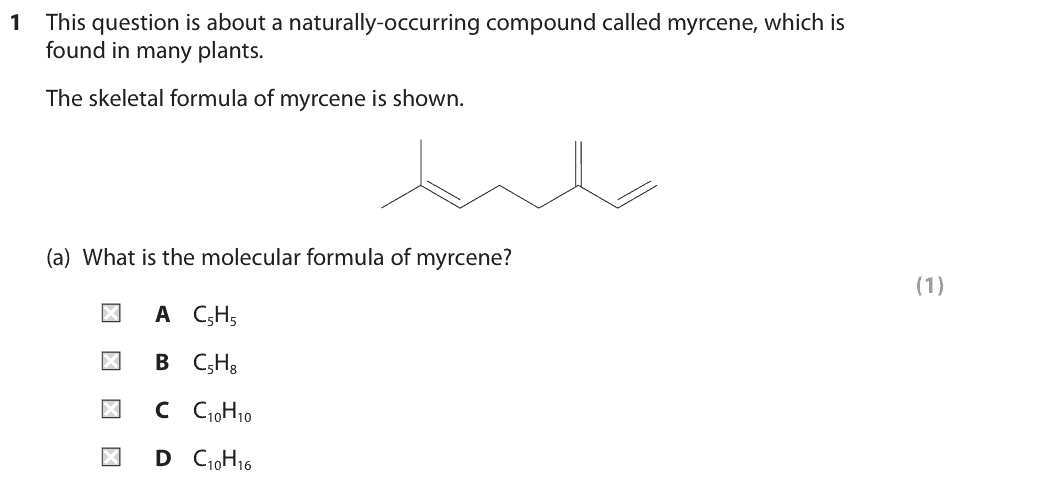 1 This question is about a naturally-occurring compound called myrcene, which is
found in many plants.
The skeletal formula of myrcene is shown.
(a) What is the molecular formula of myrcene?
(1)
A C₅H₅
B C₅H₈
C C₁₀H₁₀
D C₁₀H₁₆